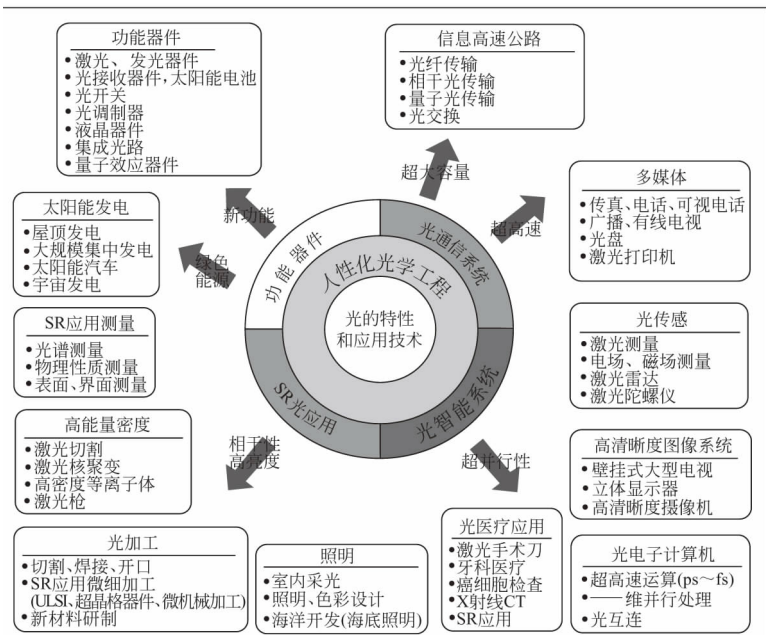 功能器件
•激光、发光器件
•光接收器件,太阳能电池
•光开关
•光调制器
•液晶器件
•集成光路
•量子效应器件
信息高速公路
•光纤传输
•相干光传输
•量子光传输
•光交换
太阳能发电
•屋顶发电
•大规模集中发电
•太阳能汽车
•宇宙发电
多媒体
•传真、电话、可视电话
•广播、有线电视
•光盘
•激光打印机
新功能
绿色
能源
超大容量
超高速
功能器件
光通信系统
人性化光学工程
光的特性
和应用技术
SR光应用
光智能系统
SR应用测量
•光谱测量
•物理性质测量
•表面、界面测量
光传感
•激光测量
•电场、磁场测量
•激光雷达
•激光陀螺仪
高能量密度
•激光切割
•激光核聚变
•高密度等离子体
•激光枪
相干性
高亮度
超并行性
高清晰度图像系统
•壁挂式大型电视
•立体显示器
•高清晰度摄像机
光加工
•切割、焊接、开口
•SR应用微细加工
(ULSI、超晶格器件、微机械加工)
•新材料研制
照明
•室内采光
•照明、色彩设计
•海洋开发(海底照明)
光医疗应用
•激光手术刀
•牙科医疗
•癌细胞检查
•X射线CT
•SR应用
光电子计算机
•超高速运算(ps～fs)
•——维并行处理
•光互连